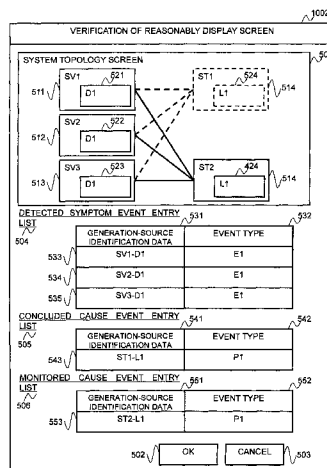 1002
VERIFICATION OF REASONABLY DISPLAY SCREEN
SYSTEM TOPOLOGY SCREEN
SV1 521 ST1 524
511 D1 L1 514
SV2 522
512 D1
SV3 523 ST2 424
513 D1 L1 514
DETECTED SYMPTOM EVENT ENTRY LIST 531 532
504 GENERATION-SOURCE IDENTIFICATION DATA EVENT TYPE
533 SV1-D1 E1
534 SV2-D1 E1
535 SV3-D1 E1
CONCLUDED CAUSE EVENT ENTRY LIST 541 542
505 GENERATION-SOURCE IDENTIFICATION DATA EVENT TYPE
543 ST1-L1 P1
MONITORED CAUSE EVENT ENTRY LIST 551 552
506 GENERATION-SOURCE IDENTIFICATION DATA EVENT TYPE
553 ST2-L1 P1
502 OK CANCEL 503